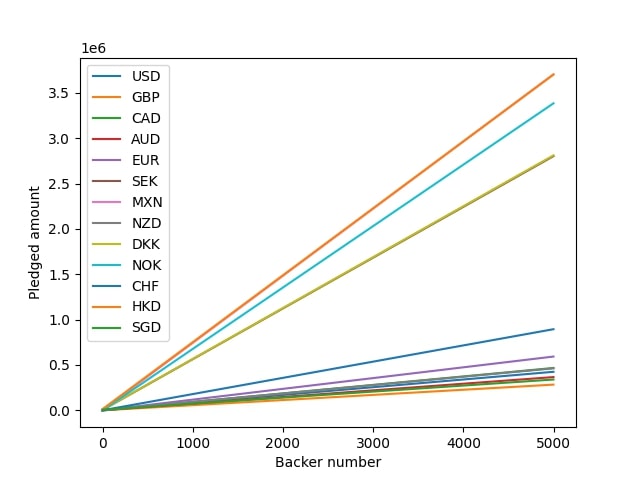 1e6
3.5
3.0
2.5
2.0
1.5
1.0
0.5
0.0
Pledged amount
USD
GBP
CAD
AUD
EUR
SEK
MXN
NZD
DKK
NOK
CHF
HKD
SGD
0 1000 2000 3000 4000 5000
Backer number